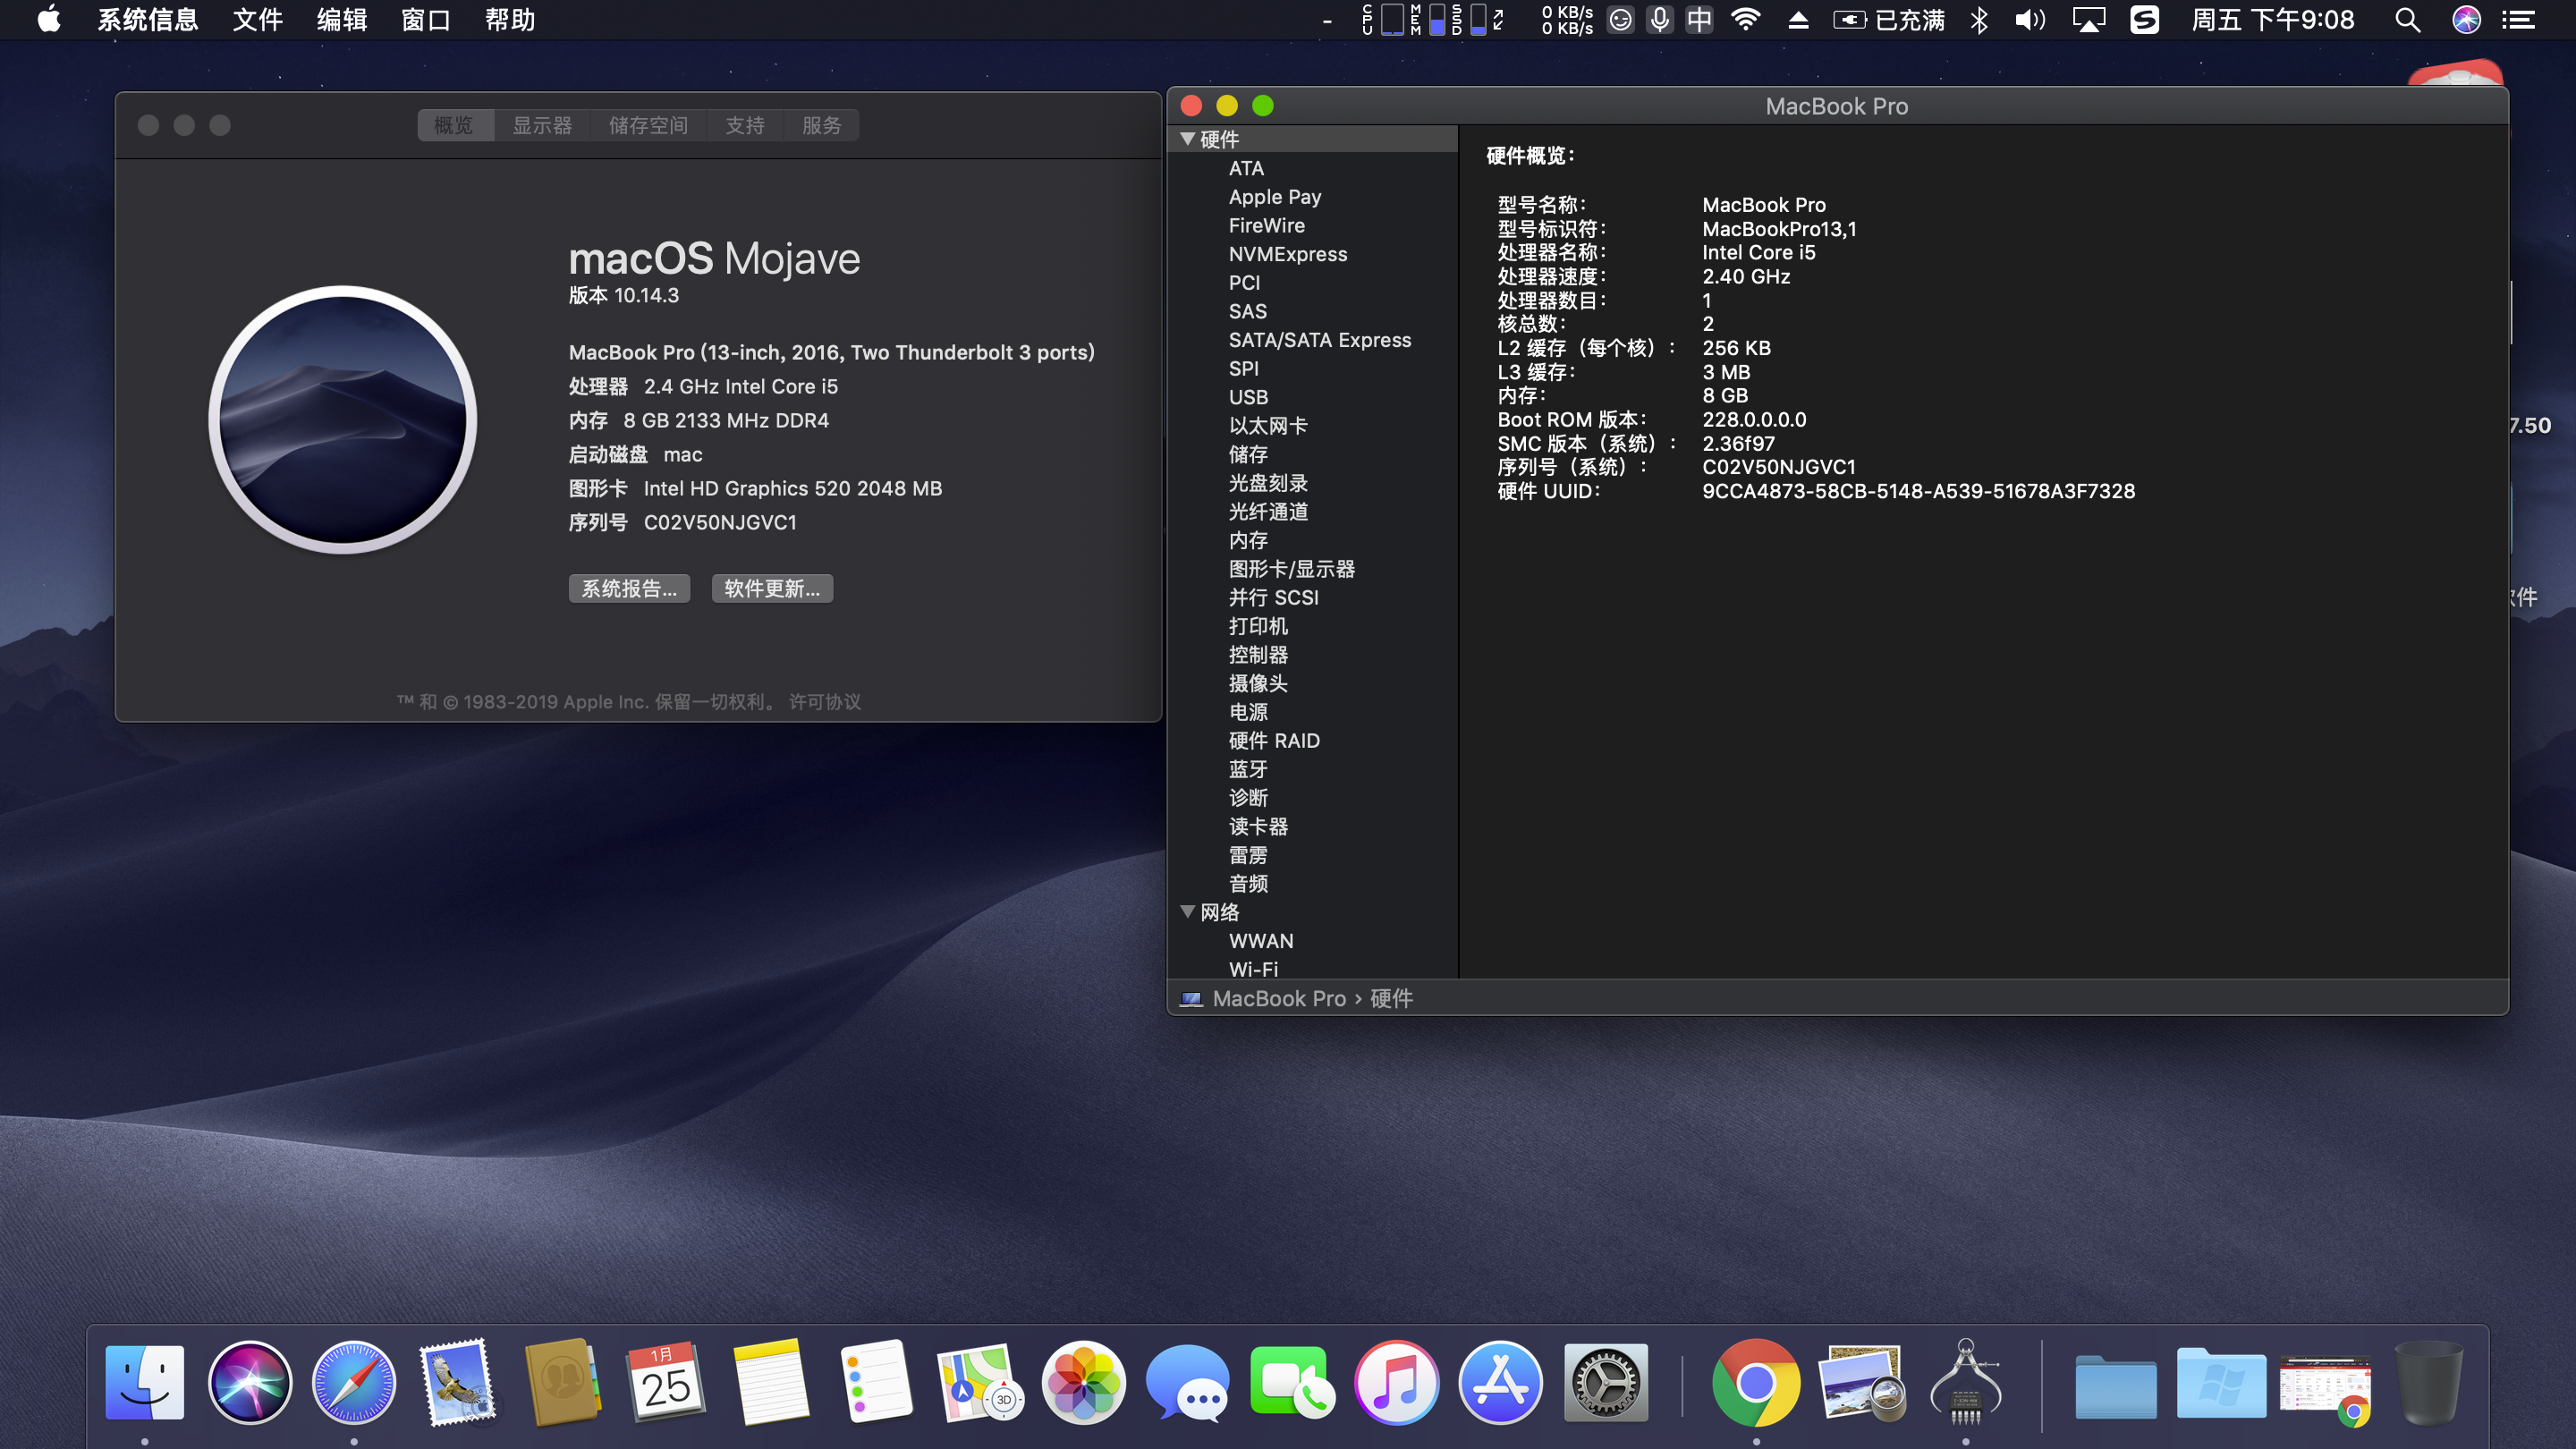 系统信息 文件 编辑 窗口 帮助
- CPU MEM SSD 0 KB/s 0 KB/s 中 已充满 周五 下午9:08
概览 显示器 储存空间 支持 服务
macOS Mojave
版本 10.14.3
MacBook Pro (13-inch, 2016, Two Thunderbolt 3 ports)
处理器 2.4 GHz Intel Core i5
内存 8 GB 2133 MHz DDR4
启动磁盘 mac
图形卡 Intel HD Graphics 520 2048 MB
序列号 C02V50NJGVC1
系统报告... 软件更新...
™ 和 © 1983-2019 Apple Inc. 保留一切权利。 许可协议
MacBook Pro
硬件
ATA
Apple Pay
FireWire
NVMExpress
PCI
SAS
SATA/SATA Express
SPI
USB
以太网卡
储存
光盘刻录
光纤通道
内存
图形卡/显示器
并行 SCSI
打印机
控制器
摄像头
电源
硬件 RAID
蓝牙
诊断
读卡器
雷雳
音频
网络
WWAN
Wi-Fi
硬件概览：
型号名称： MacBook Pro
型号标识符： MacBookPro13,1
处理器名称： Intel Core i5
处理器速度： 2.40 GHz
处理器数目： 1
核总数： 2
L2 缓存（每个核）： 256 KB
L3 缓存： 3 MB
内存： 8 GB
Boot ROM 版本： 228.0.0.0.0
SMC 版本（系统）： 2.36f97
序列号（系统）： C02V50NJGVC1
硬件 UUID： 9CCA4873-58CB-5148-A539-51678A3F7328
MacBook Pro › 硬件
7.50
件
1月
25
3D